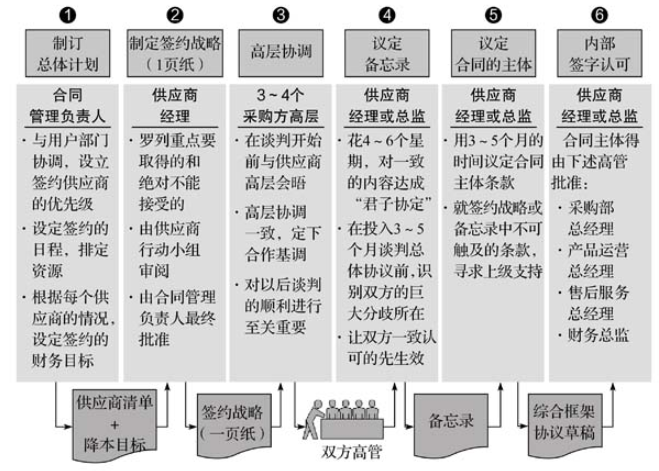 ❶
❷
❸
❹
❺
❻
制订
总体计划
制定签约战略
(1页纸)
高层协调
议定
备忘录
议定
合同的主体
内部
签字认可
合同
管理负责人
· 与用户部门
协调，设立
签约供应商
的优先级
· 设定签约的
日程，排定
资源
· 根据每个供
应商的情况，
设定签约的
财务目标
供应商
经理
· 罗列重点要
取得的和
绝对不能
接受的
· 由供应商
行动小组
审阅
· 由合同管理
负责人最终
批准
3～4个
采购方高层
· 在谈判开始
前与供应商
高层会晤
· 高层协调
一致，定下
合作基调
· 对以后谈判
的顺利进行
至关重要
供应商
经理或总监
· 花4～6个星
期，对一致
的内容达成
“君子协定”
· 在投入3～5
个月谈判总
体协议前，识
别双方的巨
大分歧所在
· 让双方一致认
可的先生效
供应商
经理或总监
· 用3～5个月的
时间议定合同
主体条款
· 就签约战略或
备忘录中不可
触及的条款，
寻求上级支持
供应商
经理或总监
合同主体得
由下述高管
批准：
· 采购部
总经理
· 产品运营
总经理
· 售后服务
总经理
· 财务总监
供应商清单
+
降本目标
签约战略
(一页纸)
双方高管
备忘录
综合框架
协议草稿